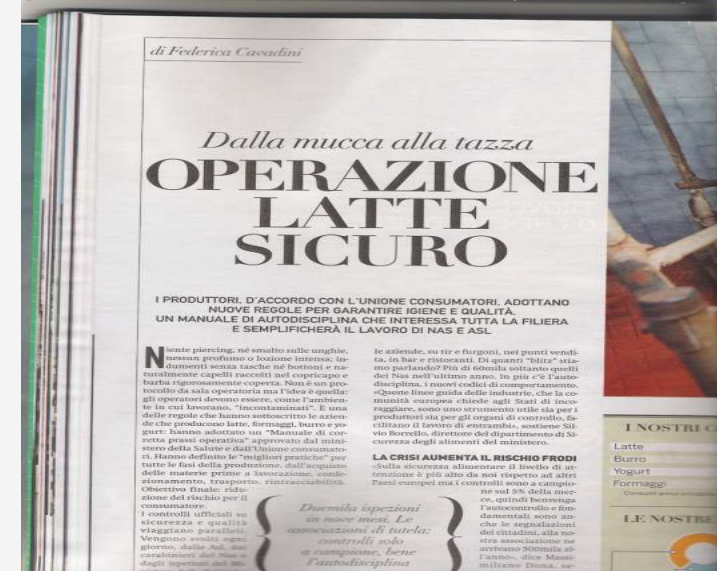 di Federica Cavadini
Dalla mucca alla tazza
OPERAZIONE
LATTE
SICURO
I PRODUTTORI, D'ACCORDO CON L'UNIONE CONSUMATORI, ADOTTANO
NUOVE REGOLE PER GARANTIRE IGIENE E QUALITÀ.
UN MANUALE DI AUTODISCIPLINA CHE INTERESSA TUTTA LA FILIERA
E SEMPLIFICHERÀ IL LAVORO DI NAS E ASL
Niente piercing, né smalto sulle unghie,
nessun profumo o lozione intensa; in-
dumenti senza tasche né bottoni e na-
turalmente capelli raccolti nel copricapo e
barba rigorosamente coperta. Non è un pro-
tocollo da sala operatoria ma l'idea è quella:
gli operatori devono essere, come l'ambien-
te in cui lavorano, "incontaminati". È una
delle regole che hanno sottoscritto le azien-
de che producono latte, formaggi, burro e yo-
gurt: hanno adottato un "Manuale di cor-
retta prassi operativa" approvato dal mini-
stero della Salute e dall'Unione consumato-
ri. Hanno definito le "migliori pratiche" per
tutte le fasi della produzione, dall'acquisto
delle materie prime a lavorazione, confe-
zionamento, trasporto, rintracciabilità.
Obiettivo finale: ridu-
zione del rischio per il
consumatore.
I controlli ufficiali su
sicurezza e qualità
viaggiano paralleli.
Vengono svolti ogni
giorno, dalle Asl, dai
carabinieri del Nas e
dagli ispettori del Mi-
Duemila ispezioni
in nove mesi. Le
associazioni di tutela:
controlli solo
a campione, bene
l'autodisciplina
le aziende, su tir e furgoni, nei punti vendi-
ta, in bar e ristoranti. Di quanti "blitz" stia-
mo parlando? Più di 60mila soltanto quelli
dei Nas nell'ultimo anno, in più c'è l'auto-
disciplina, i nuovi codici di comportamento.
«Queste linee guida delle industrie, che la co-
munità europea chiede agli Stati di inco-
raggiare, sono uno strumento utile sia per i
produttori sia per gli organi di controllo, fa-
cilitano il lavoro di entrambi», sostiene Sil-
vio Borrello, direttore del dipartimento di Si-
curezza degli alimenti del ministero.
LA CRISI AUMENTA IL RISCHIO FRODI
«Sulla sicurezza alimentare il livello di at-
tenzione è più alto da noi rispetto ad altri
Paesi europei ma i controlli sono a campio-
ne sul 5% della mer-
ce, quindi benvenga
l'autocontrollo e fon-
damentali sono an-
che le segnalazioni
dei cittadini, alla no-
stra associazione ne
arrivano 500mila al-
l'anno», dice Massi-
miliano Dona, se-
I NOSTRI C
Latte
Burro
Yogurt
Formaggi
LE NOSTRE